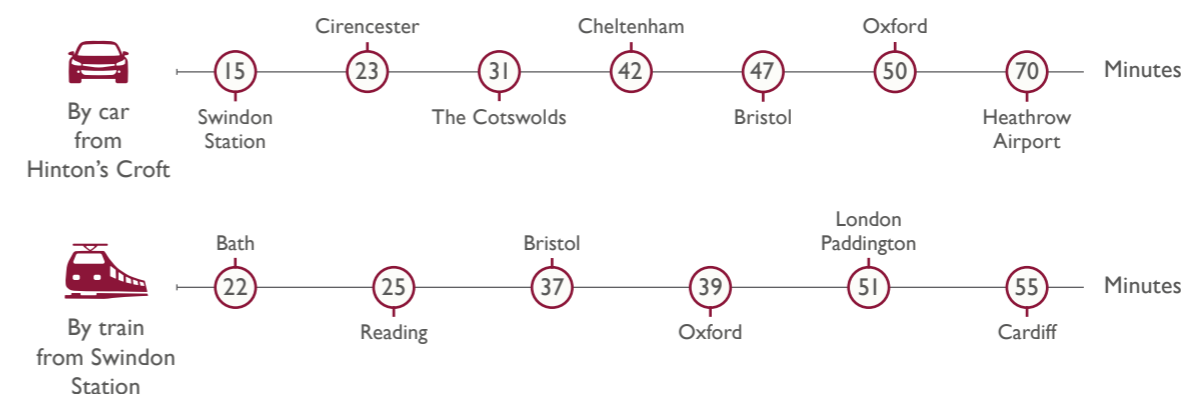 Cirencester
Cheltenham
Oxford
15
23
31
42
47
50
70
Minutes
By car
from
Hinton’s Croft
Swindon
Station
The Cotswolds
Bristol
Heathrow
Airport
Bath
Bristol
London
Paddington
22
25
37
39
51
55
Minutes
By train
from Swindon
Station
Reading
Oxford
Cardiff